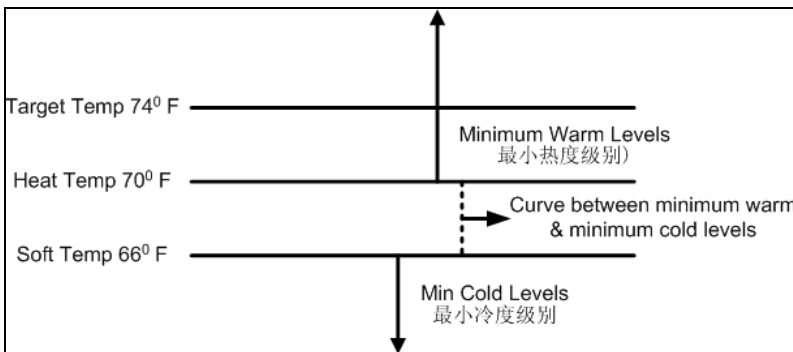 Target Temp 74⁰ F
Minimum Warm Levels
最小热度级别)
Heat Temp 70⁰ F
Curve between minimum warm
& minimum cold levels
Soft Temp 66⁰ F
Min Cold Levels
最小冷度级别